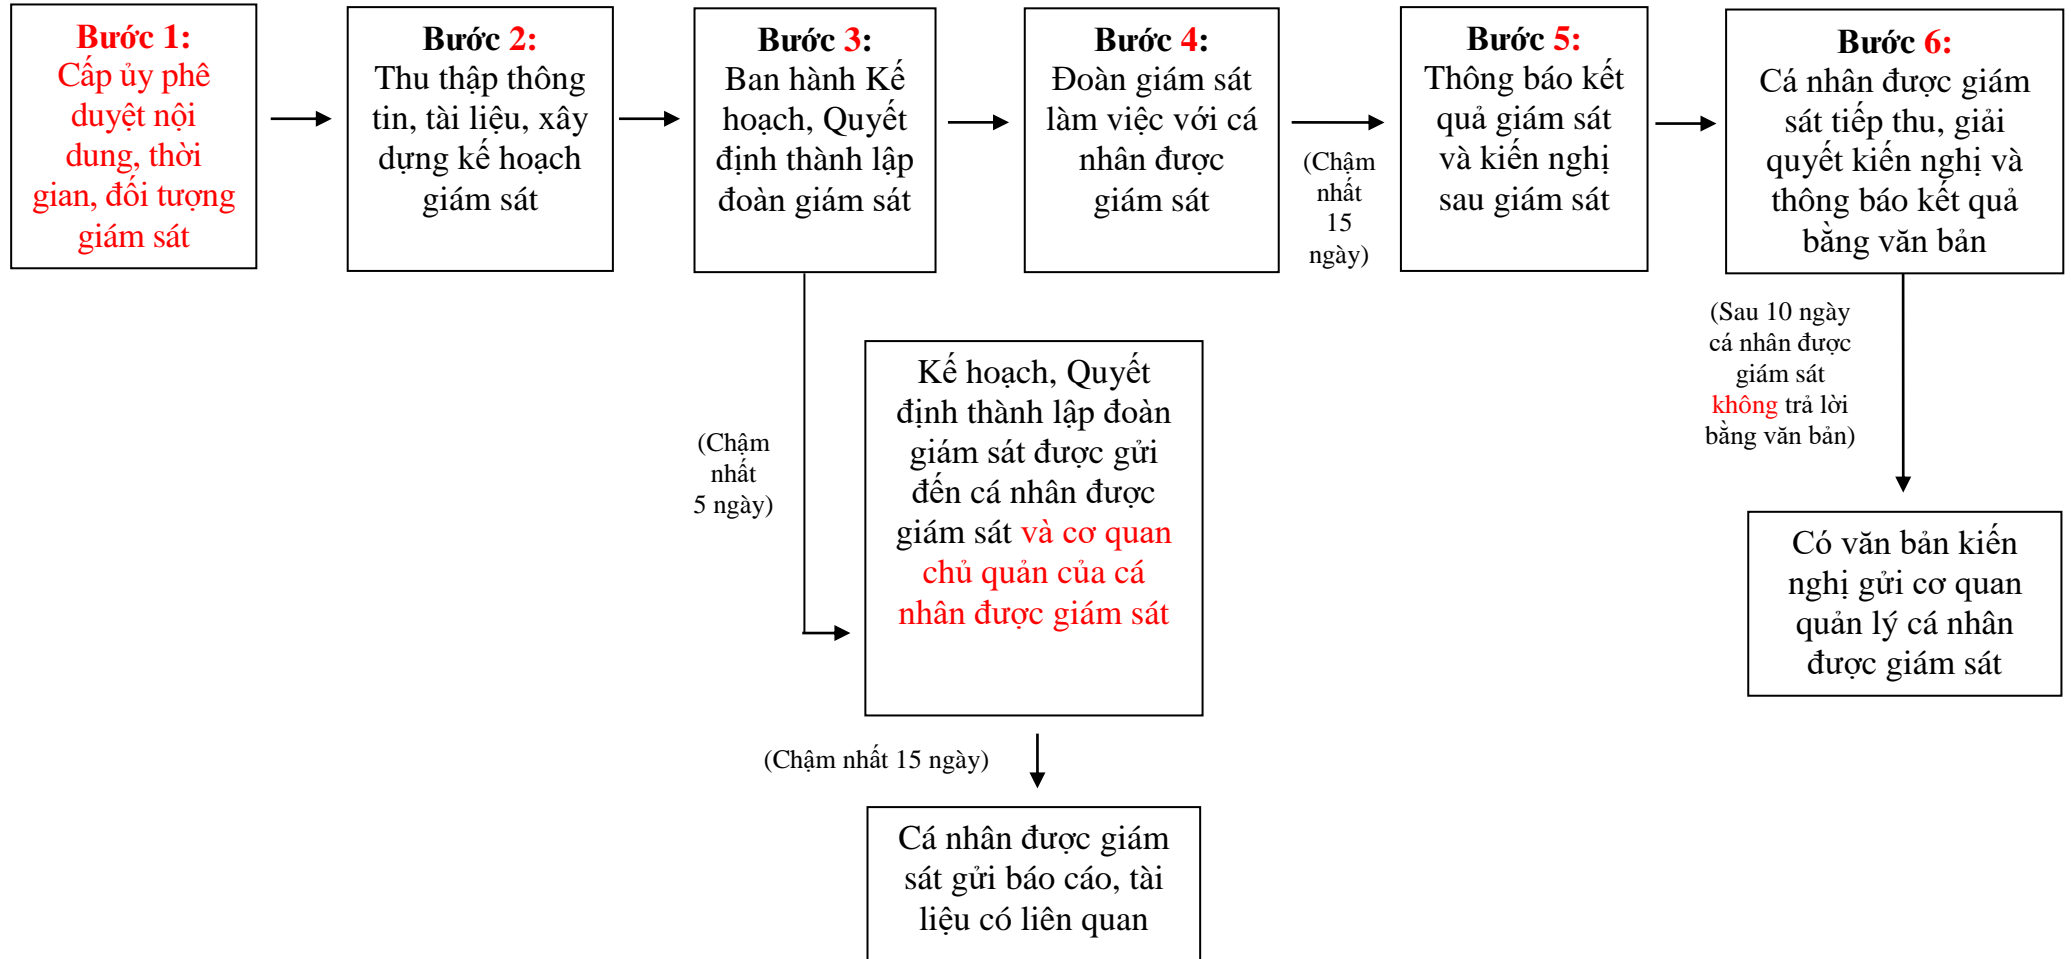 Bước 1:
Cấp ủy phê
duyệt nội
dung, thời
gian, đối tượng
giám sát
Bước 2:
Thu thập thông
tin, tài liệu, xây
dựng kế hoạch
giám sát
Bước 3:
Ban hành Kế
hoạch, Quyết
định thành lập
đoàn giám sát
Bước 4:
Đoàn giám sát
làm việc với cá
nhân được
giám sát
(Chậm
nhất
15
ngày)
Bước 5:
Thông báo kết
quả giám sát
và kiến nghị
sau giám sát
Bước 6:
Cá nhân được giám
sát tiếp thu, giải
quyết kiến nghị và
thông báo kết quả
bằng văn bản
(Chậm
nhất
5 ngày)
Kế hoạch, Quyết
định thành lập đoàn
giám sát được gửi
đến cá nhân được
giám sát và cơ quan
chủ quản của cá
nhân được giám sát
(Sau 10 ngày
cá nhân được
giám sát
không trả lời
bằng văn bản)
Có văn bản kiến
nghị gửi cơ quan
quản lý cá nhân
được giám sát
(Chậm nhất 15 ngày)
Cá nhân được giám
sát gửi báo cáo, tài
liệu có liên quan